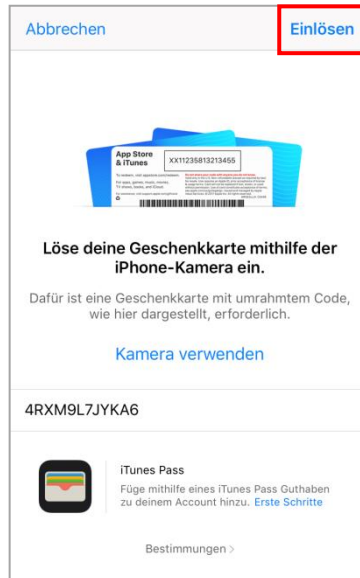 Abbrechen
Einlösen
App Store
& iTunes
XX11235813213455
Löse deine Geschenkkarte mithilfe der
iPhone-Kamera ein.
Dafür ist eine Geschenkkarte mit umrahmtem Code,
wie hier dargestellt, erforderlich.
Kamera verwenden
4RXM9L7JYKA6
iTunes Pass
Füge mithilfe eines iTunes Pass Guthaben
zu deinem Account hinzu. Erste Schritte
Bestimmungen >